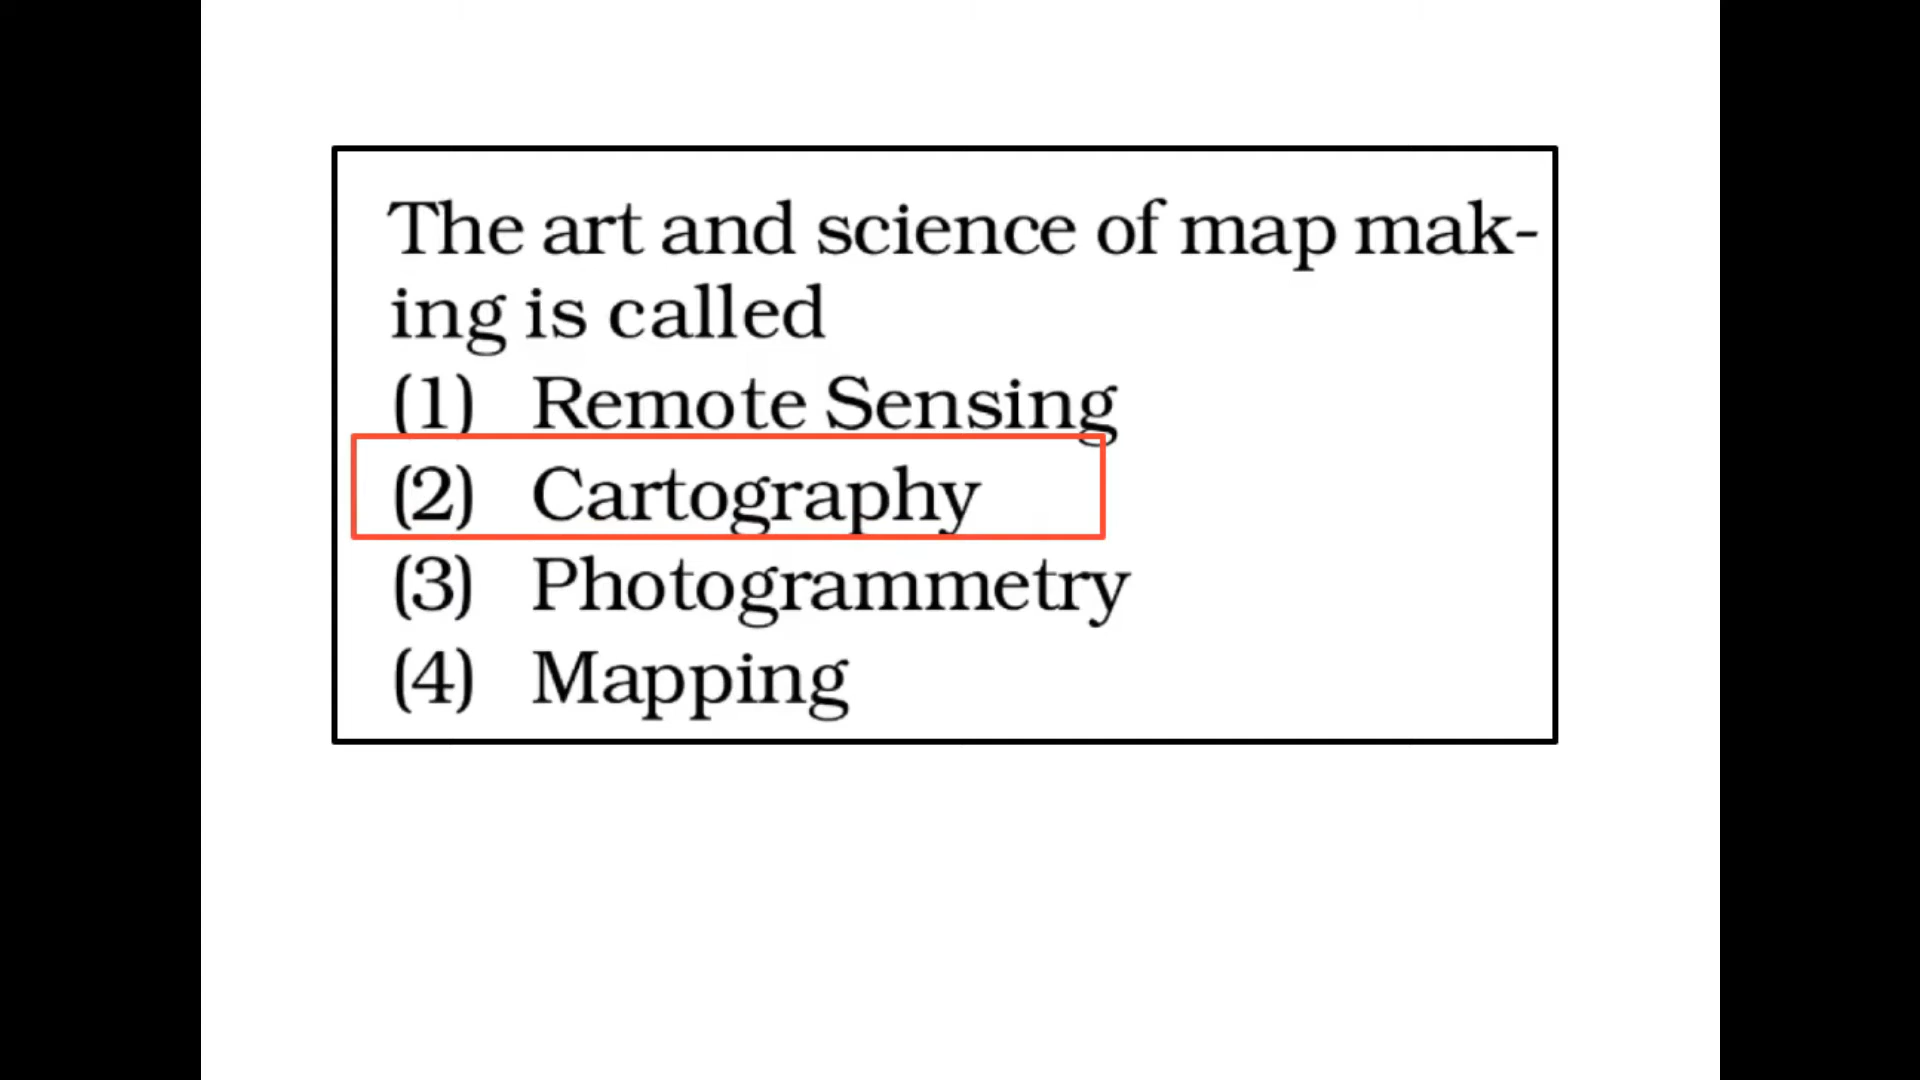 The art and science of map mak-
ing is called
(1) Remote Sensing
(2) Cartography
(3) Photogrammetry
(4) Mapping